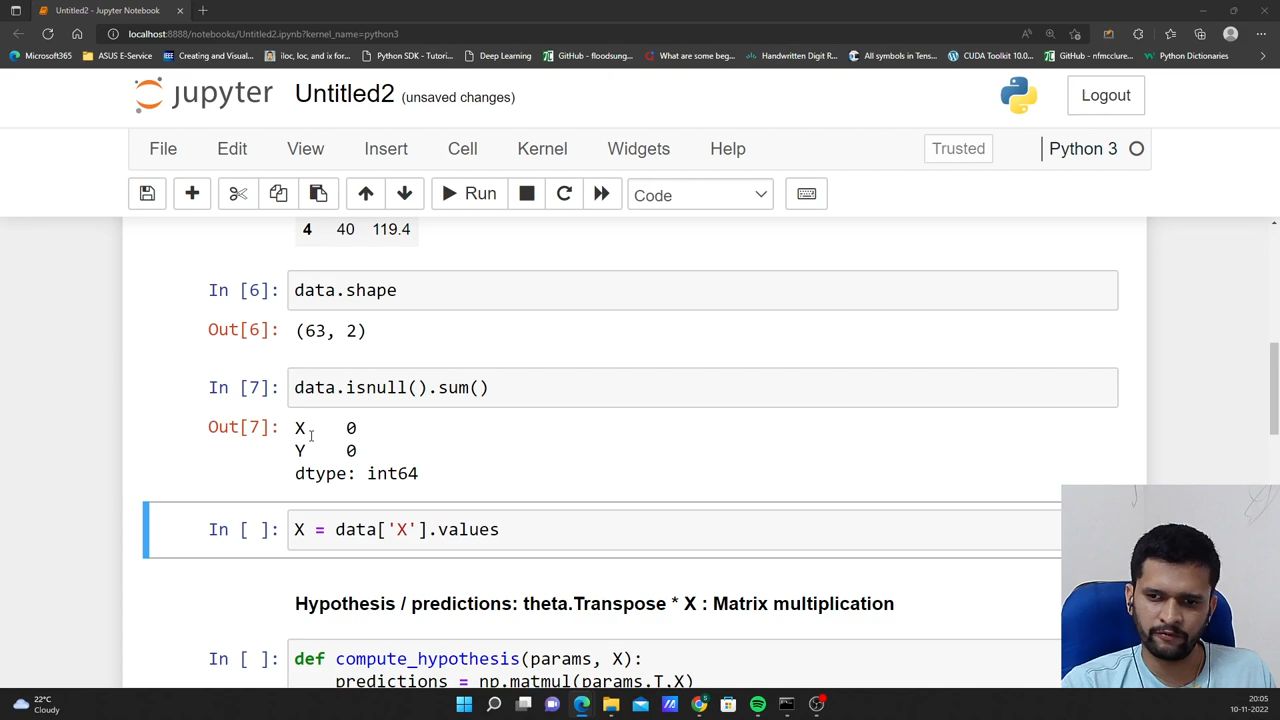 Untitled2 - Jupyter Notebook
localhost:8888/notebooks/Untitled2.ipynb?kernel_name=python3
Microsoft365 ASUS E-Service Creating and Visual... iloc, loc, and ix for... Python SDK - Tutori... Deep Learning GitHub - floodsung... What are some beg... Handwritten Digit R... All symbols in Tens... CUDA Toolkit 10.0... GitHub - nfmcclure... Python Dictionaries
jupyter Untitled2 (unsaved changes) Logout
File Edit View Insert Cell Kernel Widgets Help Trusted Python 3
Run Code
4 40 119.4
In [6]: data.shape
Out[6]: (63, 2)
In [7]: data.isnull().sum()
Out[7]: X 0
Y 0
dtype: int64
In [ ]: X = data['X'].values
Hypothesis / predictions: theta.Transpose * X : Matrix multiplication
In [ ]: def compute_hypothesis(params, X):
predictions = np.matmul(params.T,X)
22°C
Cloudy
20:05
10-11-2022